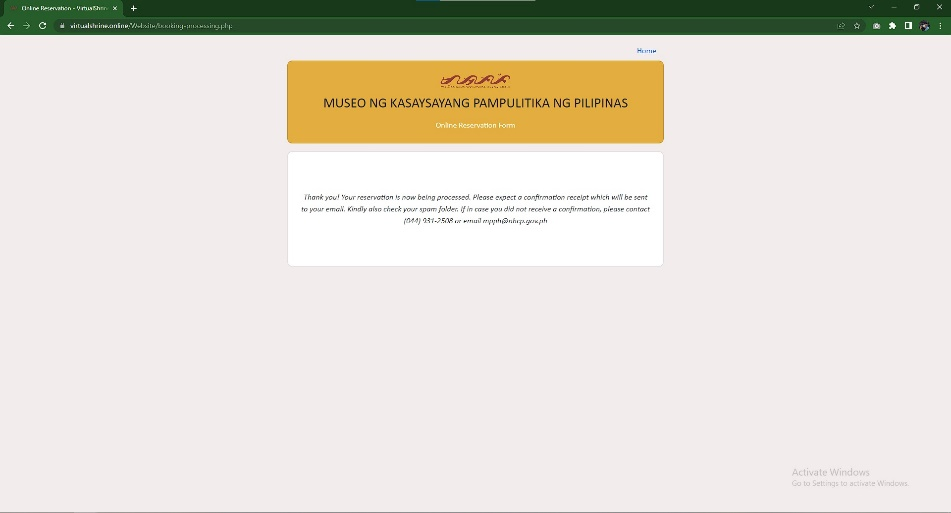 Online Reservation - VirtualShrin
virtualshrine.online/Website/booking-processing.php
Home
MUSEO NG KASAYSAYANG PAMPULITIKA NG PILIPINAS
Online Reservation Form
Thank you! Your reservation is now being processed. Please expect a confirmation receipt which will be sent
to your email. Kindly also check your spam folder. If in case you did not receive a confirmation, please contact
(044) 931-2508 or email mpph@nhcp.gov.ph
Activate Windows
Go to Settings to activate Windows.